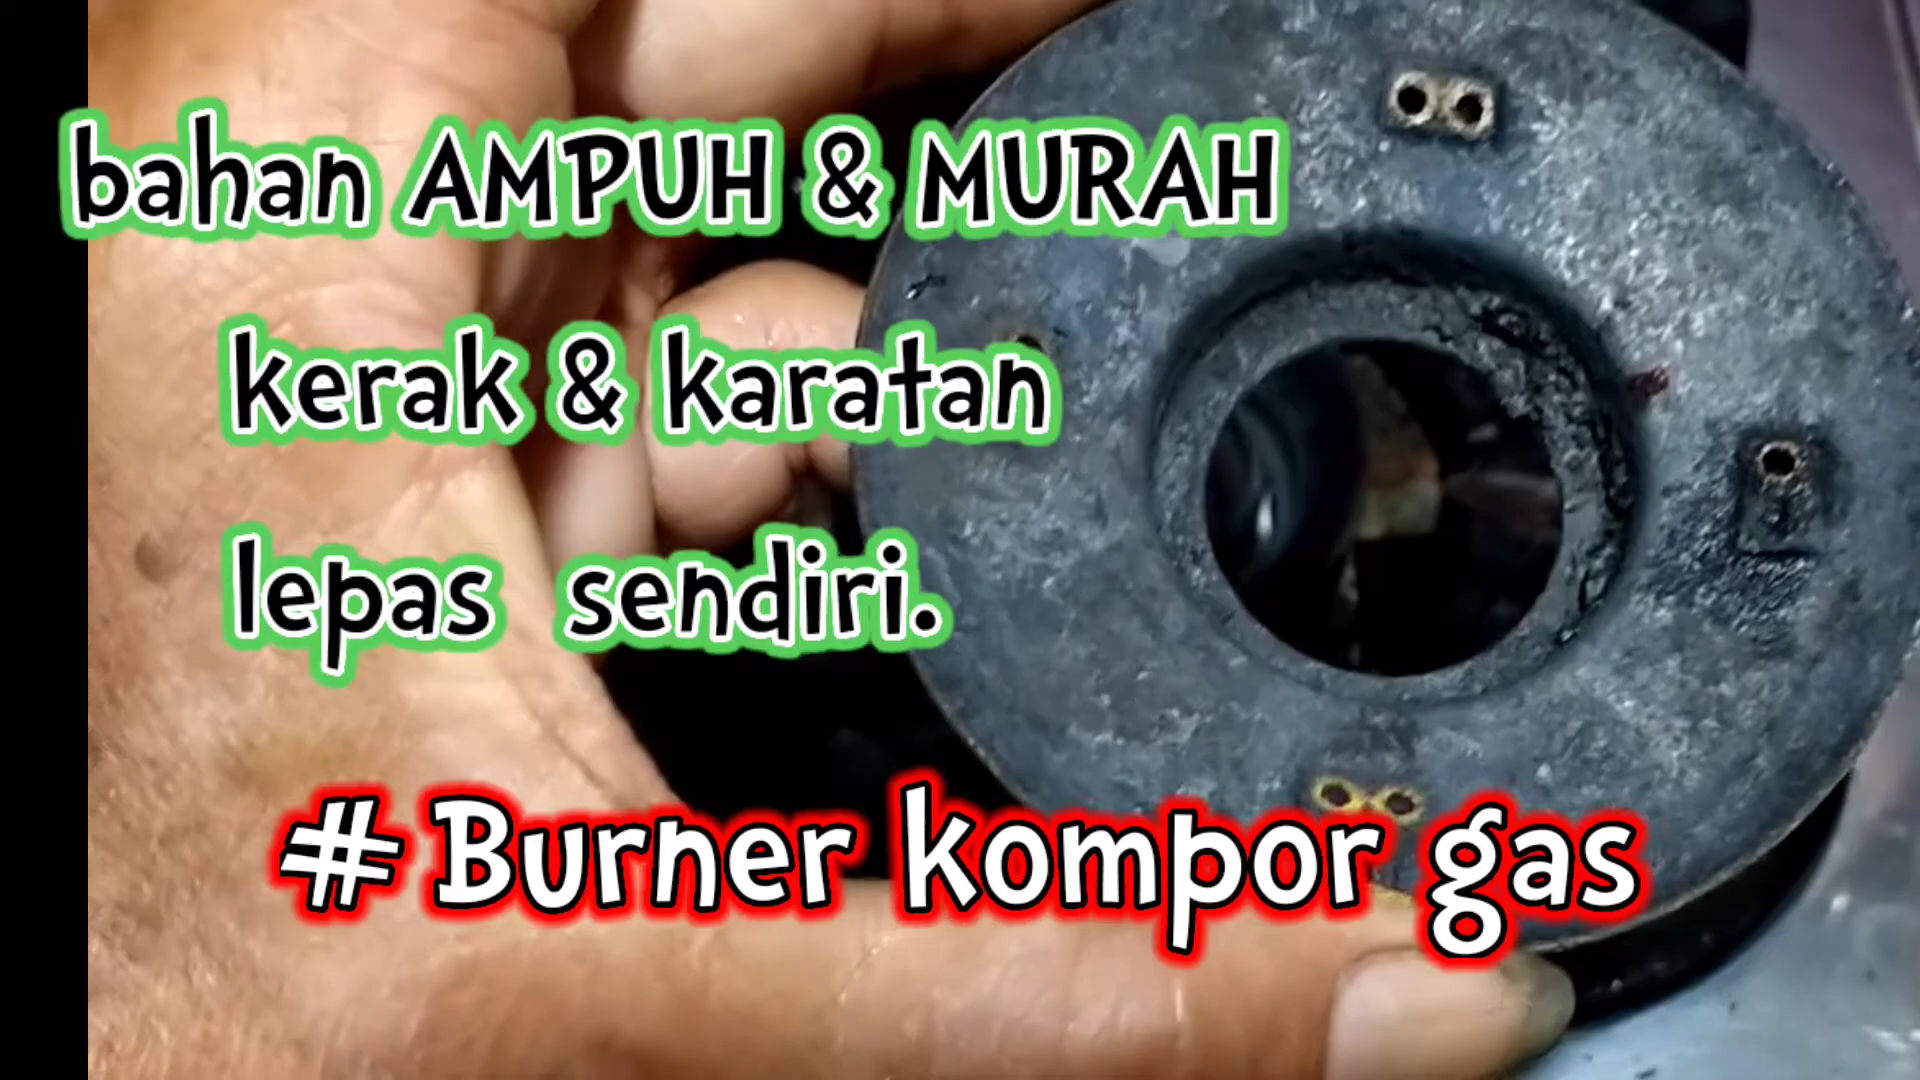 bahan AMPUH & MURAH
kerak & karatan
lepas sendiri.
# Burner kompor gas